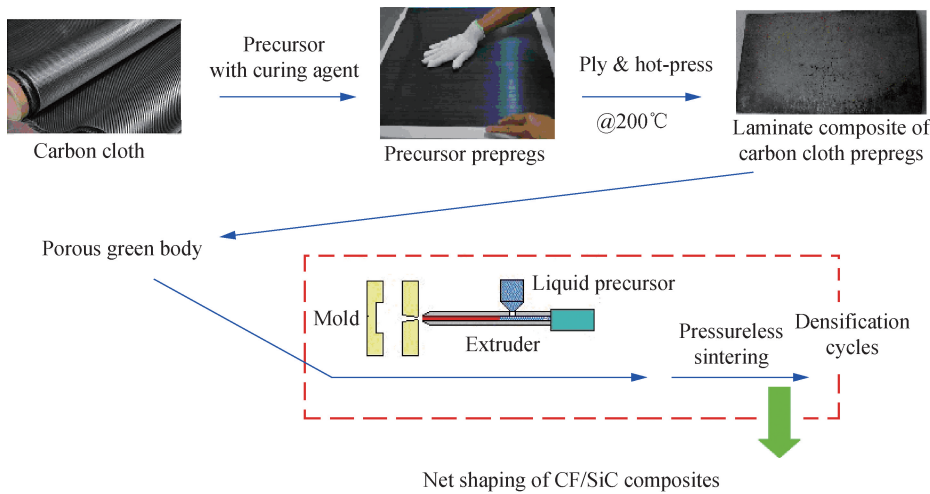 Precursor
with curing agent
Ply & hot-press
@200℃
Carbon cloth
Precursor prepregs
Laminate composite of
carbon cloth prepregs
Porous green body
Liquid precursor
Mold
Extruder
Pressureless
sintering
Densification
cycles
Net shaping of CF/SiC composites